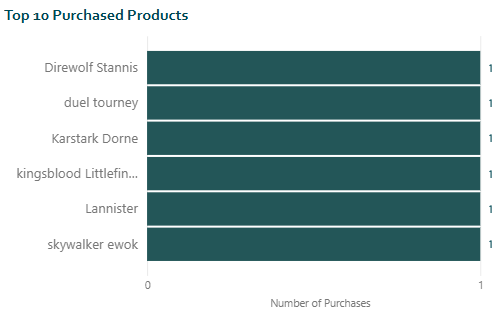 Top 10 Purchased Products
Direwolf Stannis 1
duel tourney 1
Karstark Dorne 1
kingsblood Littlefin... 1
Lannister 1
skywalker ewok 1
0 1
Number of Purchases